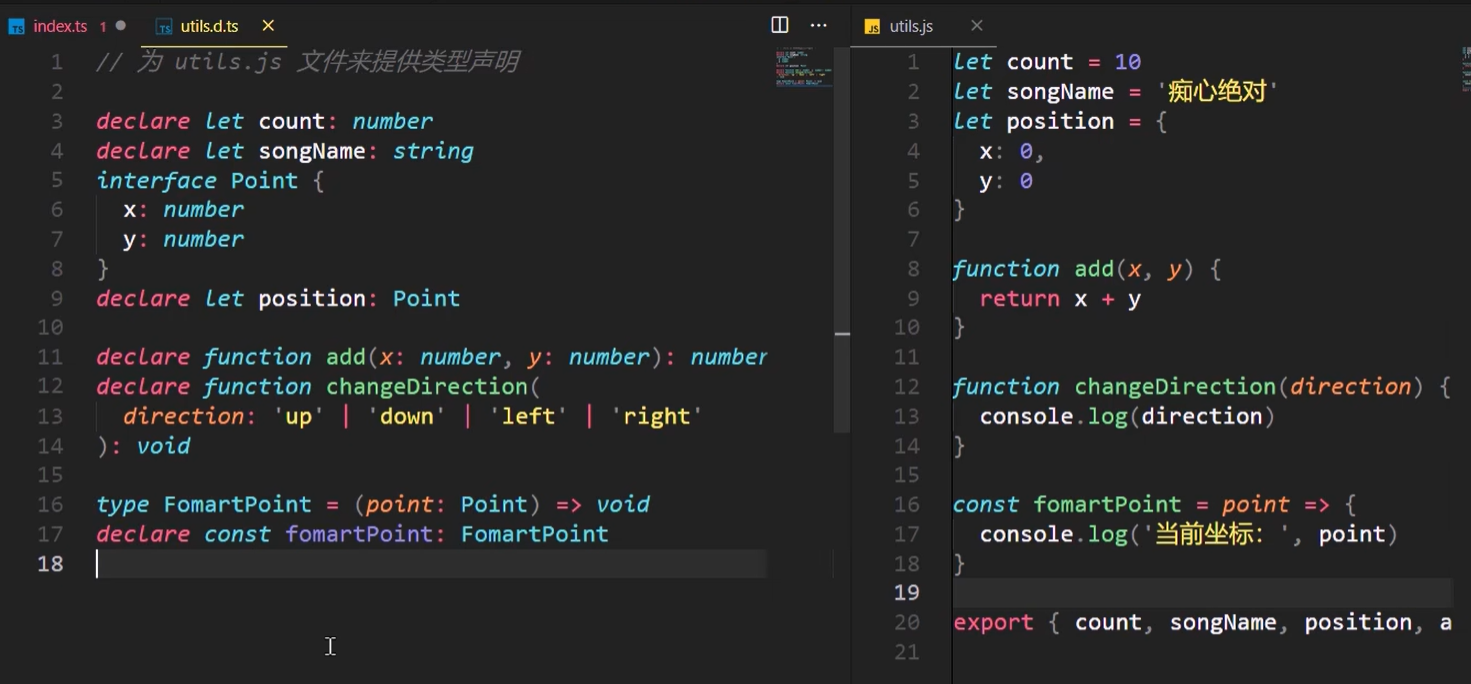 index.ts 1
utils.d.ts
1 // 为 utils.js 文件来提供类型声明
2
3 declare let count: number
4 declare let songName: string
5 interface Point {
6 x: number
7 y: number
8 }
9 declare let position: Point
10
11 declare function add(x: number, y: number): number
12 declare function changeDirection(
13 direction: 'up' | 'down' | 'left' | 'right'
14 ): void
15
16 type FomartPoint = (point: Point) => void
17 declare const fomartPoint: FomartPoint
18
utils.js
1 let count = 10
2 let songName = '痴心绝对'
3 let position = {
4 x: 0,
5 y: 0
6 }
7
8 function add(x, y) {
9 return x + y
10 }
11
12 function changeDirection(direction) {
13 console.log(direction)
14 }
15
16 const fomartPoint = point => {
17 console.log('当前坐标：', point)
18 }
19
20 export { count, songName, position, a
21